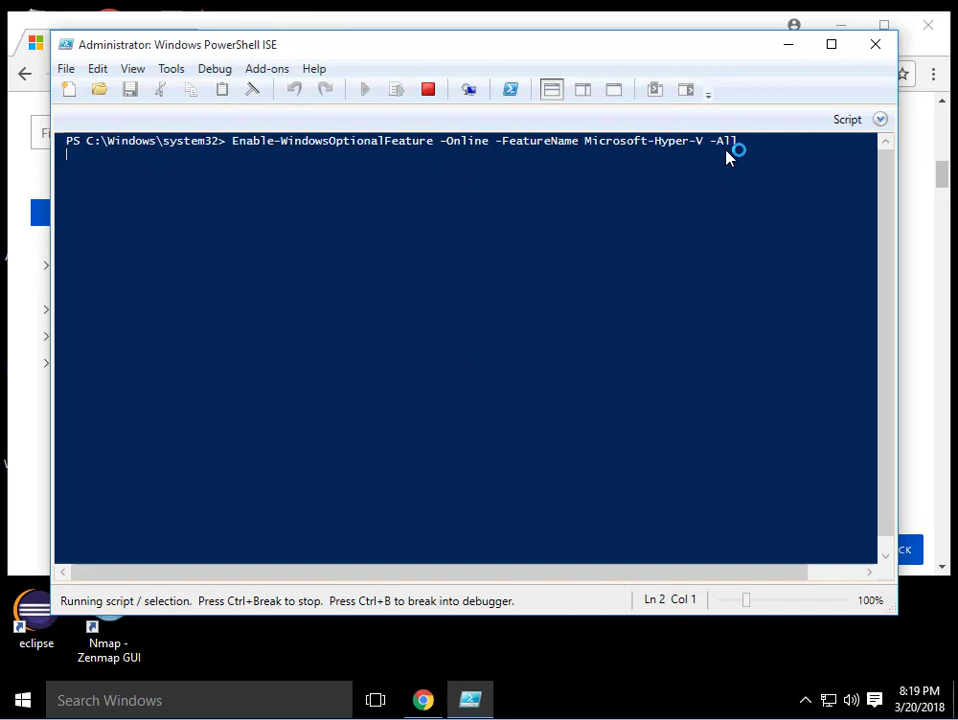 Administrator: Windows PowerShell ISE
File Edit View Tools Debug Add-ons Help
Script
PS C:\Windows\system32> Enable-WindowsOptionalFeature -Online -FeatureName Microsoft-Hyper-V -All
Running script / selection. Press Ctrl+Break to stop. Press Ctrl+B to break into debugger.
Ln 2 Col 1
100%
CK
eclipse
Nmap -
Zenmap GUI
Search Windows
8:19 PM
3/20/2018